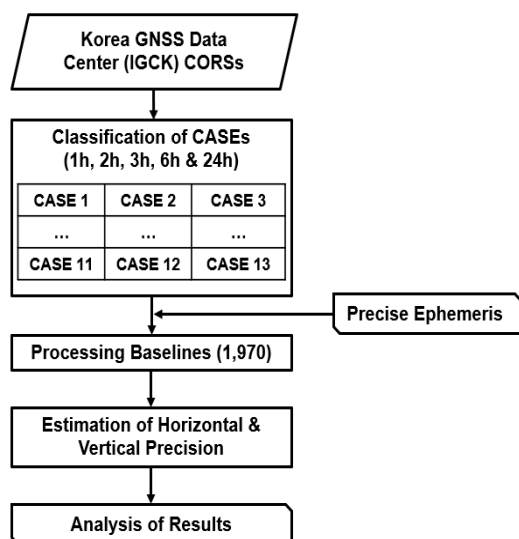 Korea GNSS Data
Center (IGCK) CORSs
Classification of CASEs
(1h, 2h, 3h, 6h & 24h)
CASE 1 CASE 2 CASE 3
... ... ...
CASE 11 CASE 12 CASE 13
Precise Ephemeris
Processing Baselines (1,970)
Estimation of Horizontal &
Vertical Precision
Analysis of Results